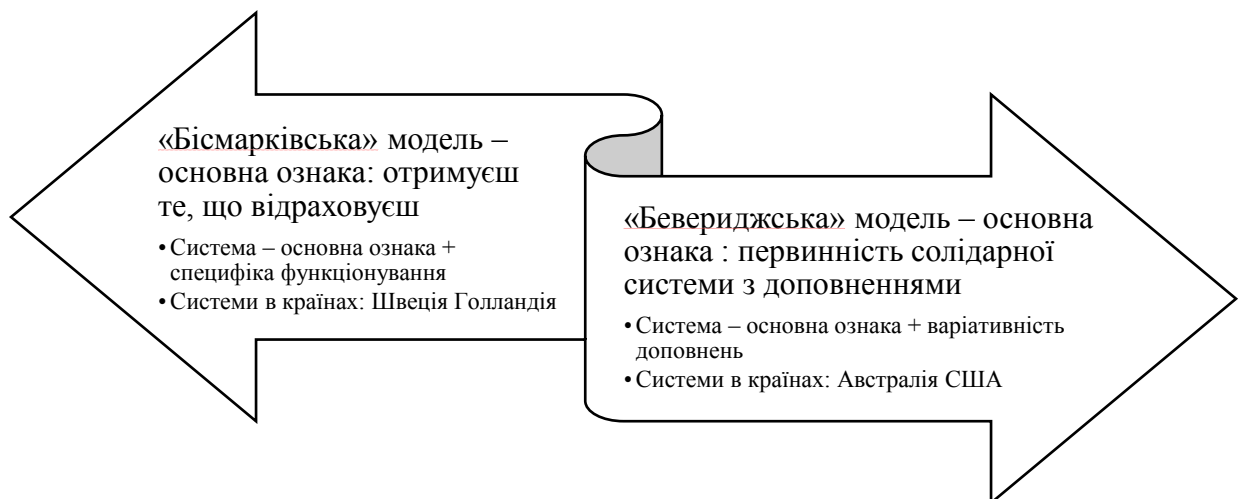 «Бісмарківська» модель –
основна ознака: отримуєш
те, що відраховуєш
• Система – основна ознака +
специфіка функціонування
• Системи в країнах: Швеція Голландія
«Бевериджська» модель – основна
ознака : первинність солідарної
системи з доповненнями
• Система – основна ознака + варіативність
доповнень
• Системи в країнах: Австралія США